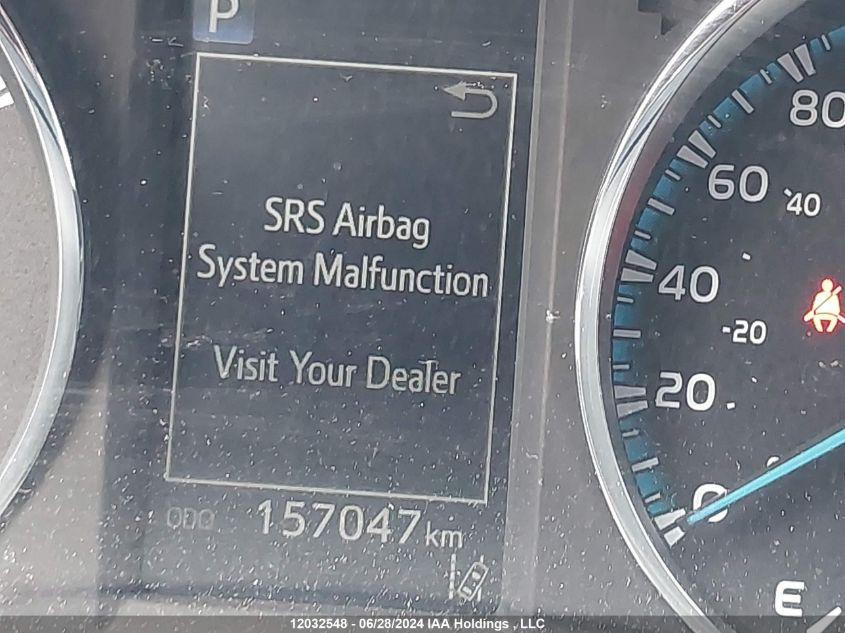 P
SRS Airbag
System Malfunction
Visit Your Dealer
ODO 157047 km
80
60
40
40
20
20
0
E
12032548 - 06/28/2024 IAA Holdings , LLC